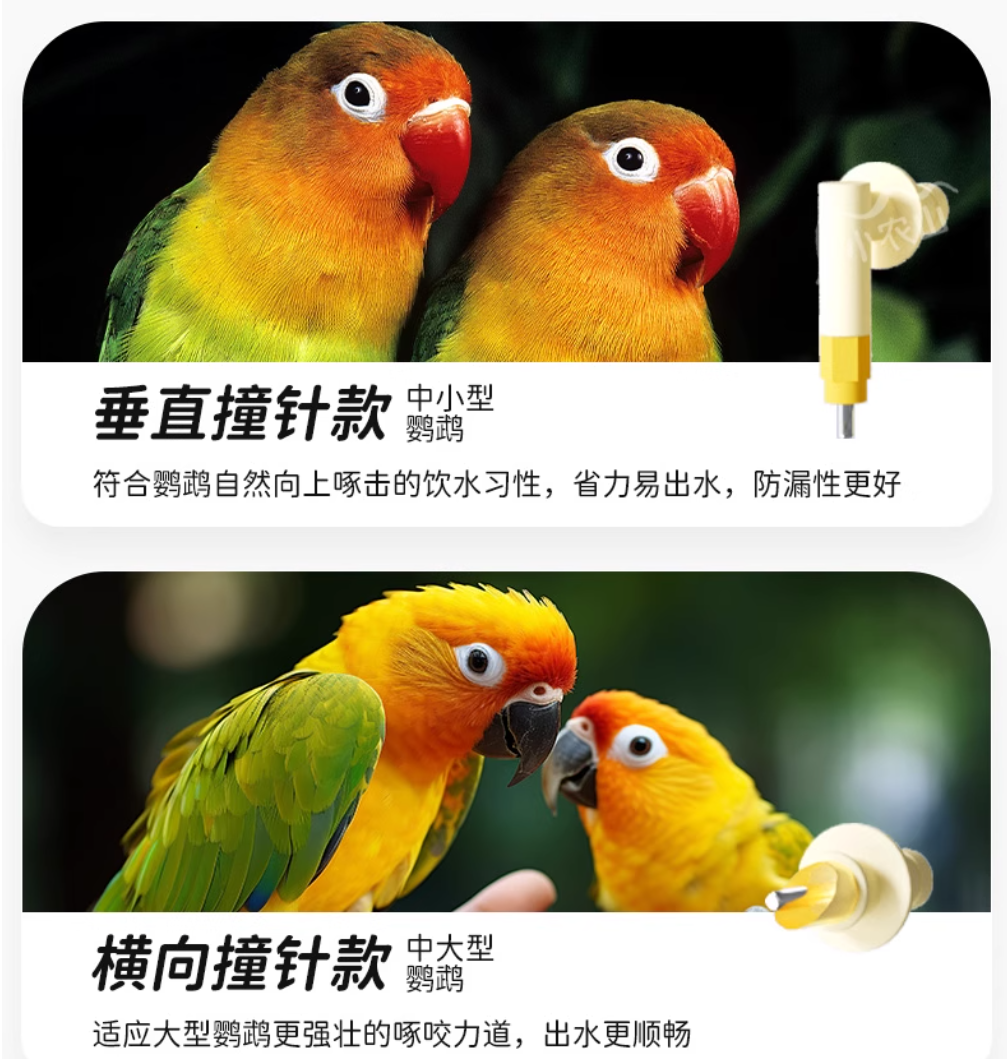 垂直撞针款
中小型
鹦鹉
符合鹦鹉自然向上啄击的饮水习性，省力易出水，防漏性更好
横向撞针款
中大型
鹦鹉
适应大型鹦鹉更强壮的啄咬力道，出水更顺畅